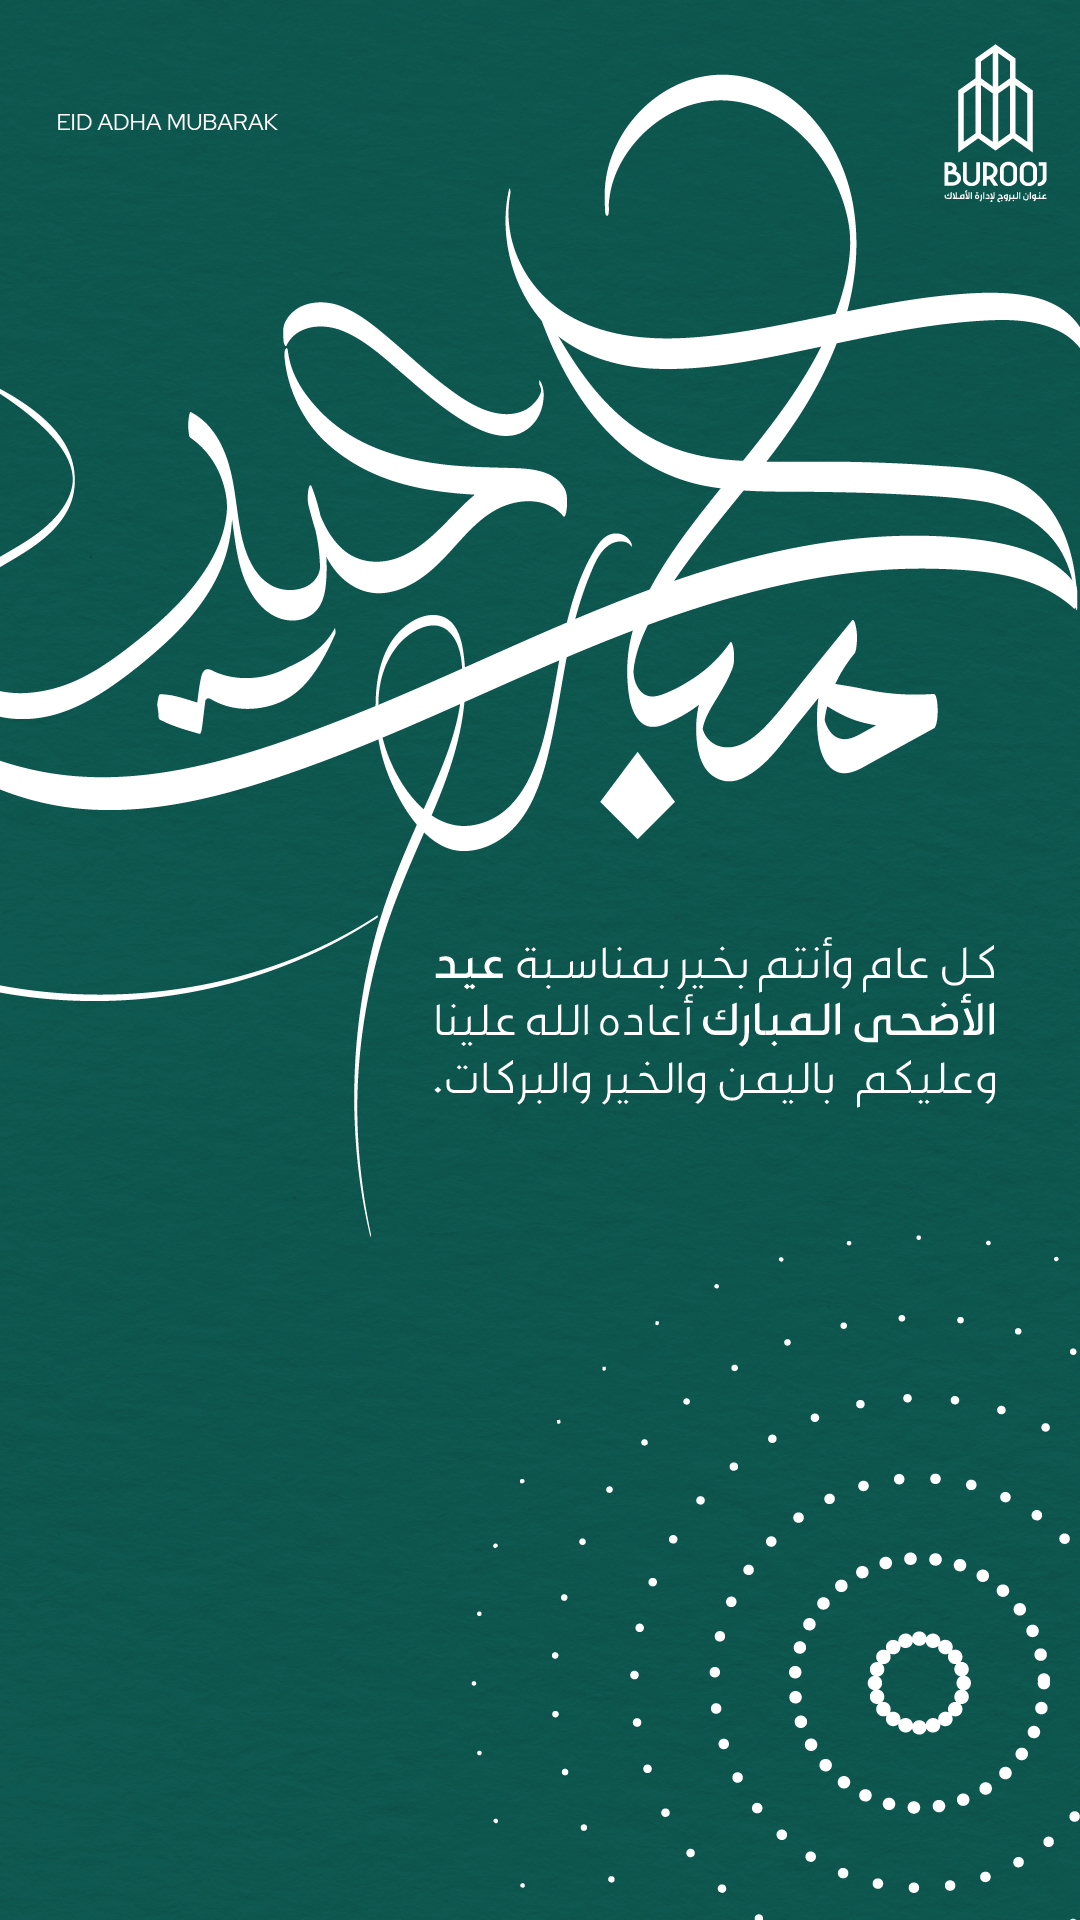 EID ADHA MUBARAK
BUROOJ
عنوان البروج لإدارة الأملاك
عيد
مبارك
كل عام وأنتم بخير بمناسبة عيد
الأضحى المبارك أعاده الله علينا
وعليكم باليمن والخير والبركات.